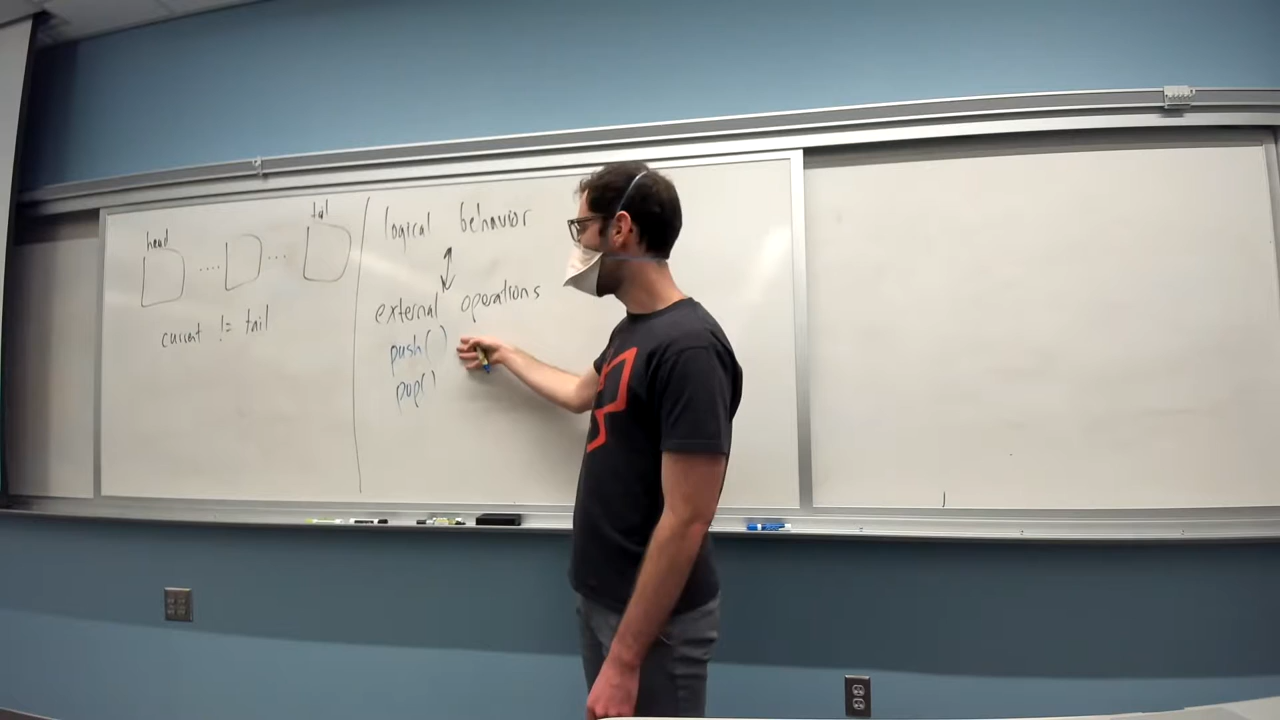 head
tail
....
...
current != tail
logical behavior
external operations
push( )
pop( )